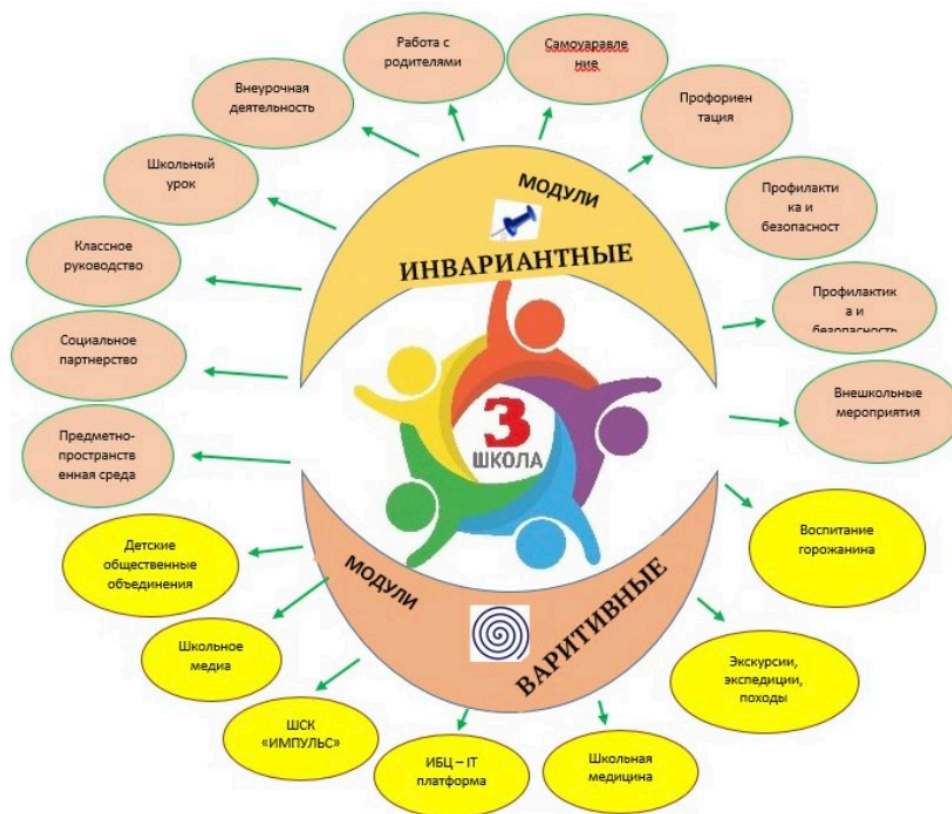 Работа с
родителями
Самоуаравле
ние
Внеурочная
деятельность
Профориен
тация
Школьный
урок
Профилакти
ка и
безопасност
Классное
руководство
Профилактик
а и
безопасность
Социальное
партнерство
Внешкольные
мероприятия
Предметно-
пространств
енная среда
МОДУЛИ
ИНВАРИАНТНЫЕ
3
ШКОЛА
МОДУЛИ
ВАРИТИВНЫЕ
Детские
общественные
объединения
Воспитание
горожанина
Школьное
медиа
Экскурсии,
экспедиции,
походы
ШСК
«ИМПУЛЬС»
ИБЦ – IT
платформа
Школьная
медицина